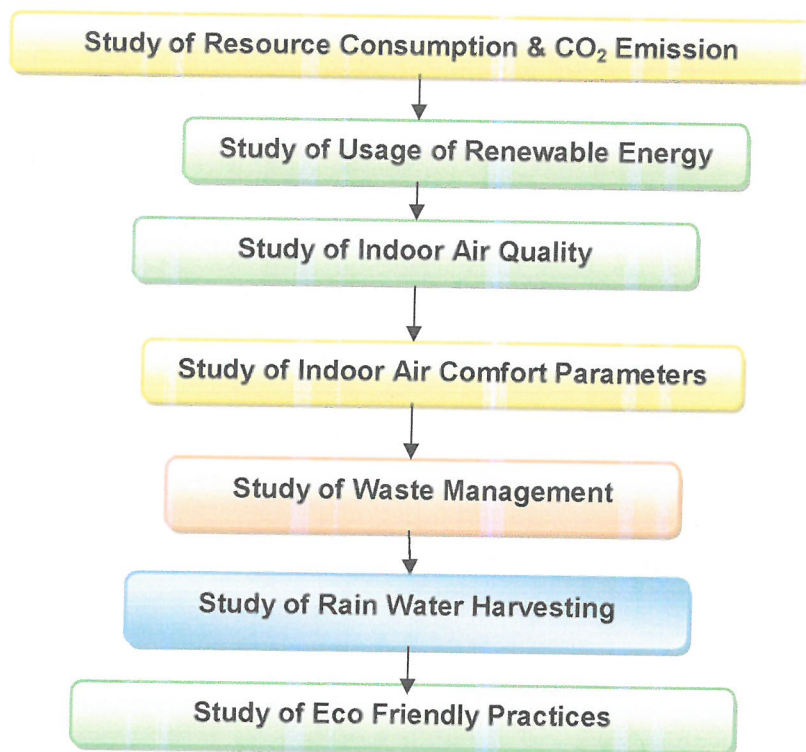 Study of Resource Consumption & CO₂ Emission
Study of Usage of Renewable Energy
Study of Indoor Air Quality
Study of Indoor Air Comfort Parameters
Study of Waste Management
Study of Rain Water Harvesting
Study of Eco Friendly Practices